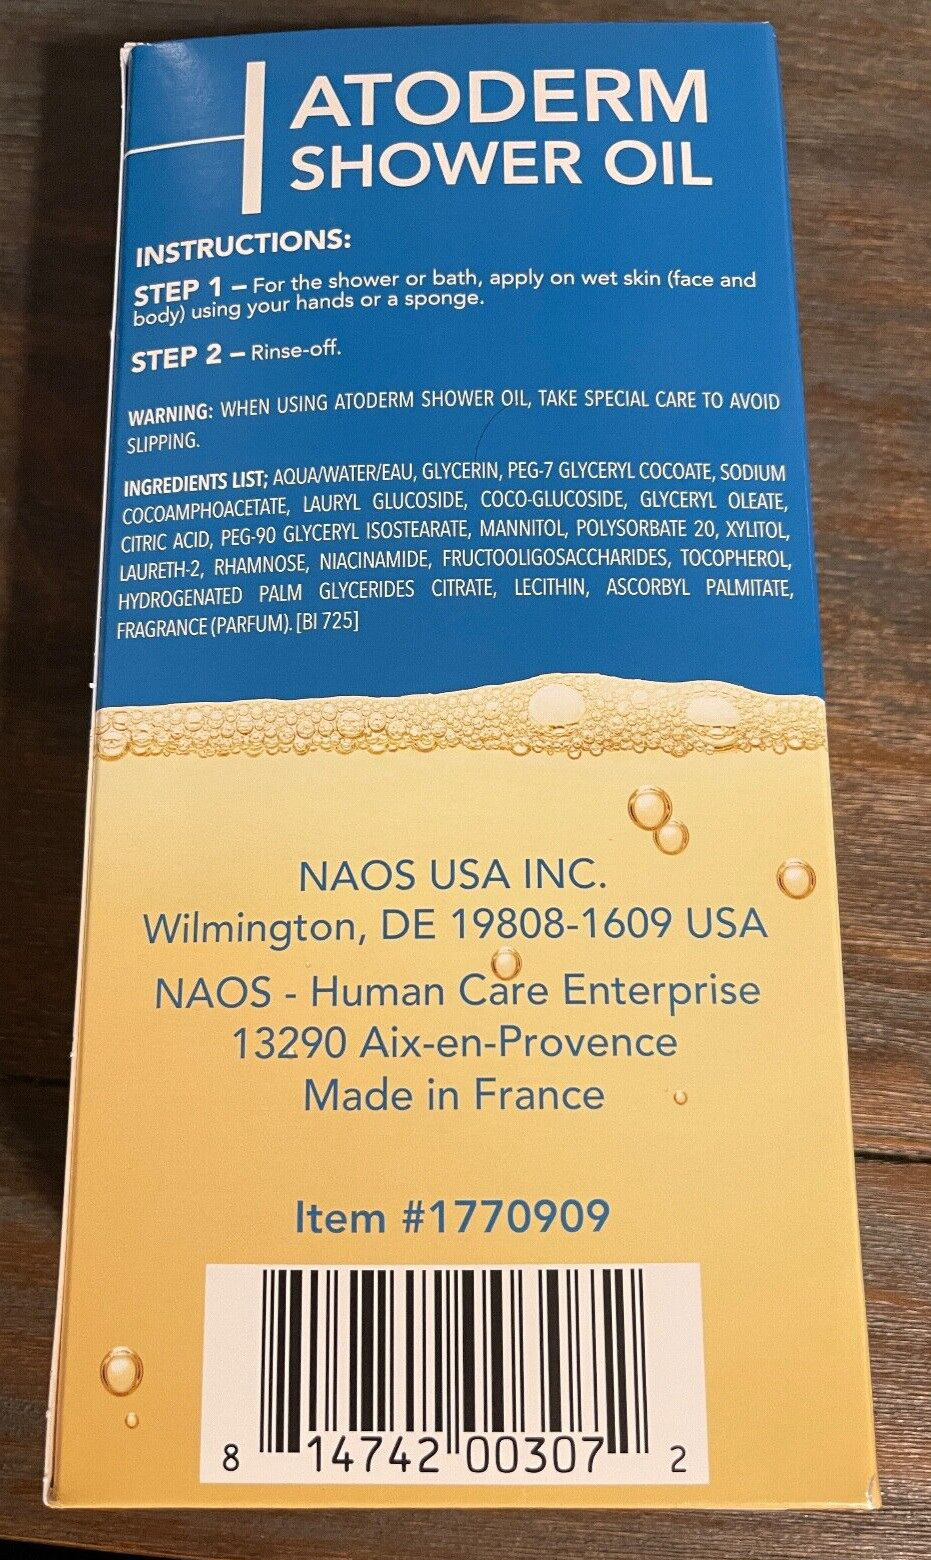 ATODERM
SHOWER OIL
INSTRUCTIONS:
STEP 1 – For the shower or bath, apply on wet skin (face and
body) using your hands or a sponge.
STEP 2 – Rinse-off.
WARNING: WHEN USING ATODERM SHOWER OIL, TAKE SPECIAL CARE TO AVOID
SLIPPING.
INGREDIENTS LIST; AQUA/WATER/EAU, GLYCERIN, PEG-7 GLYCERYL COCOATE, SODIUM
COCOAMPHOACETATE, LAURYL GLUCOSIDE, COCO-GLUCOSIDE, GLYCERYL OLEATE,
CITRIC ACID, PEG-90 GLYCERYL ISOSTEARATE, MANNITOL, POLYSORBATE 20, XYLITOL,
LAURETH-2, RHAMNOSE, NIACINAMIDE, FRUCTOOLIGOSACCHARIDES, TOCOPHEROL,
HYDROGENATED PALM GLYCERIDES CITRATE, LECITHIN, ASCORBYL PALMITATE,
FRAGRANCE (PARFUM). [BI 725]
NAOS USA INC.
Wilmington, DE 19808-1609 USA
NAOS - Human Care Enterprise
13290 Aix-en-Provence
Made in France
Item #1770909
8 14742 00307 2